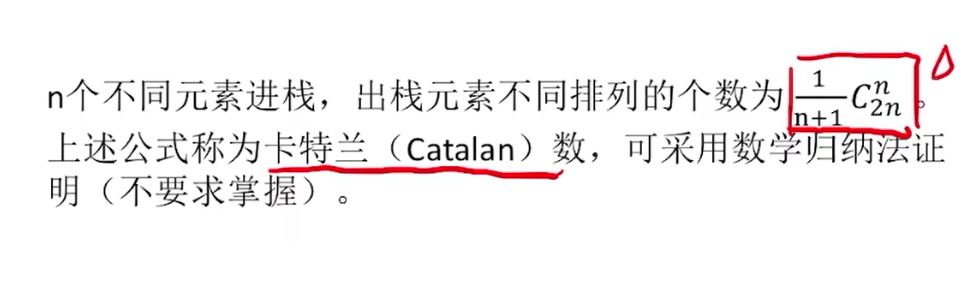 n个不同元素进栈，出栈元素不同排列的个数为 $\frac{1}{n+1}C_{2n}^{n}$ 。
上述公式称为卡特兰（Catalan）数，可采用数学归纳法证
明（不要求掌握）。